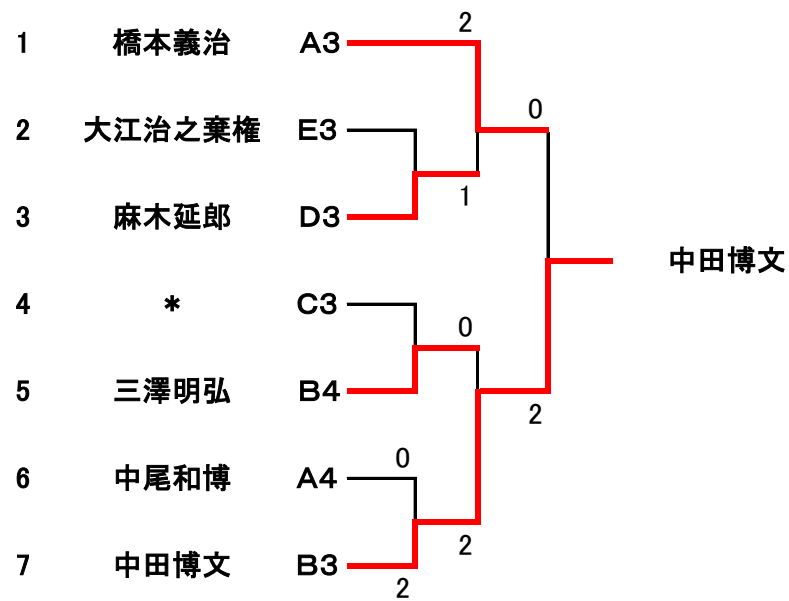 1 橋本義治 A3
2
0
2 大江治之棄権 E3
3 麻木延郎 D3
1
中田博文
4 * C3
0
5 三澤明弘 B4
2
0
6 中尾和博 A4
2
7 中田博文 B3
2